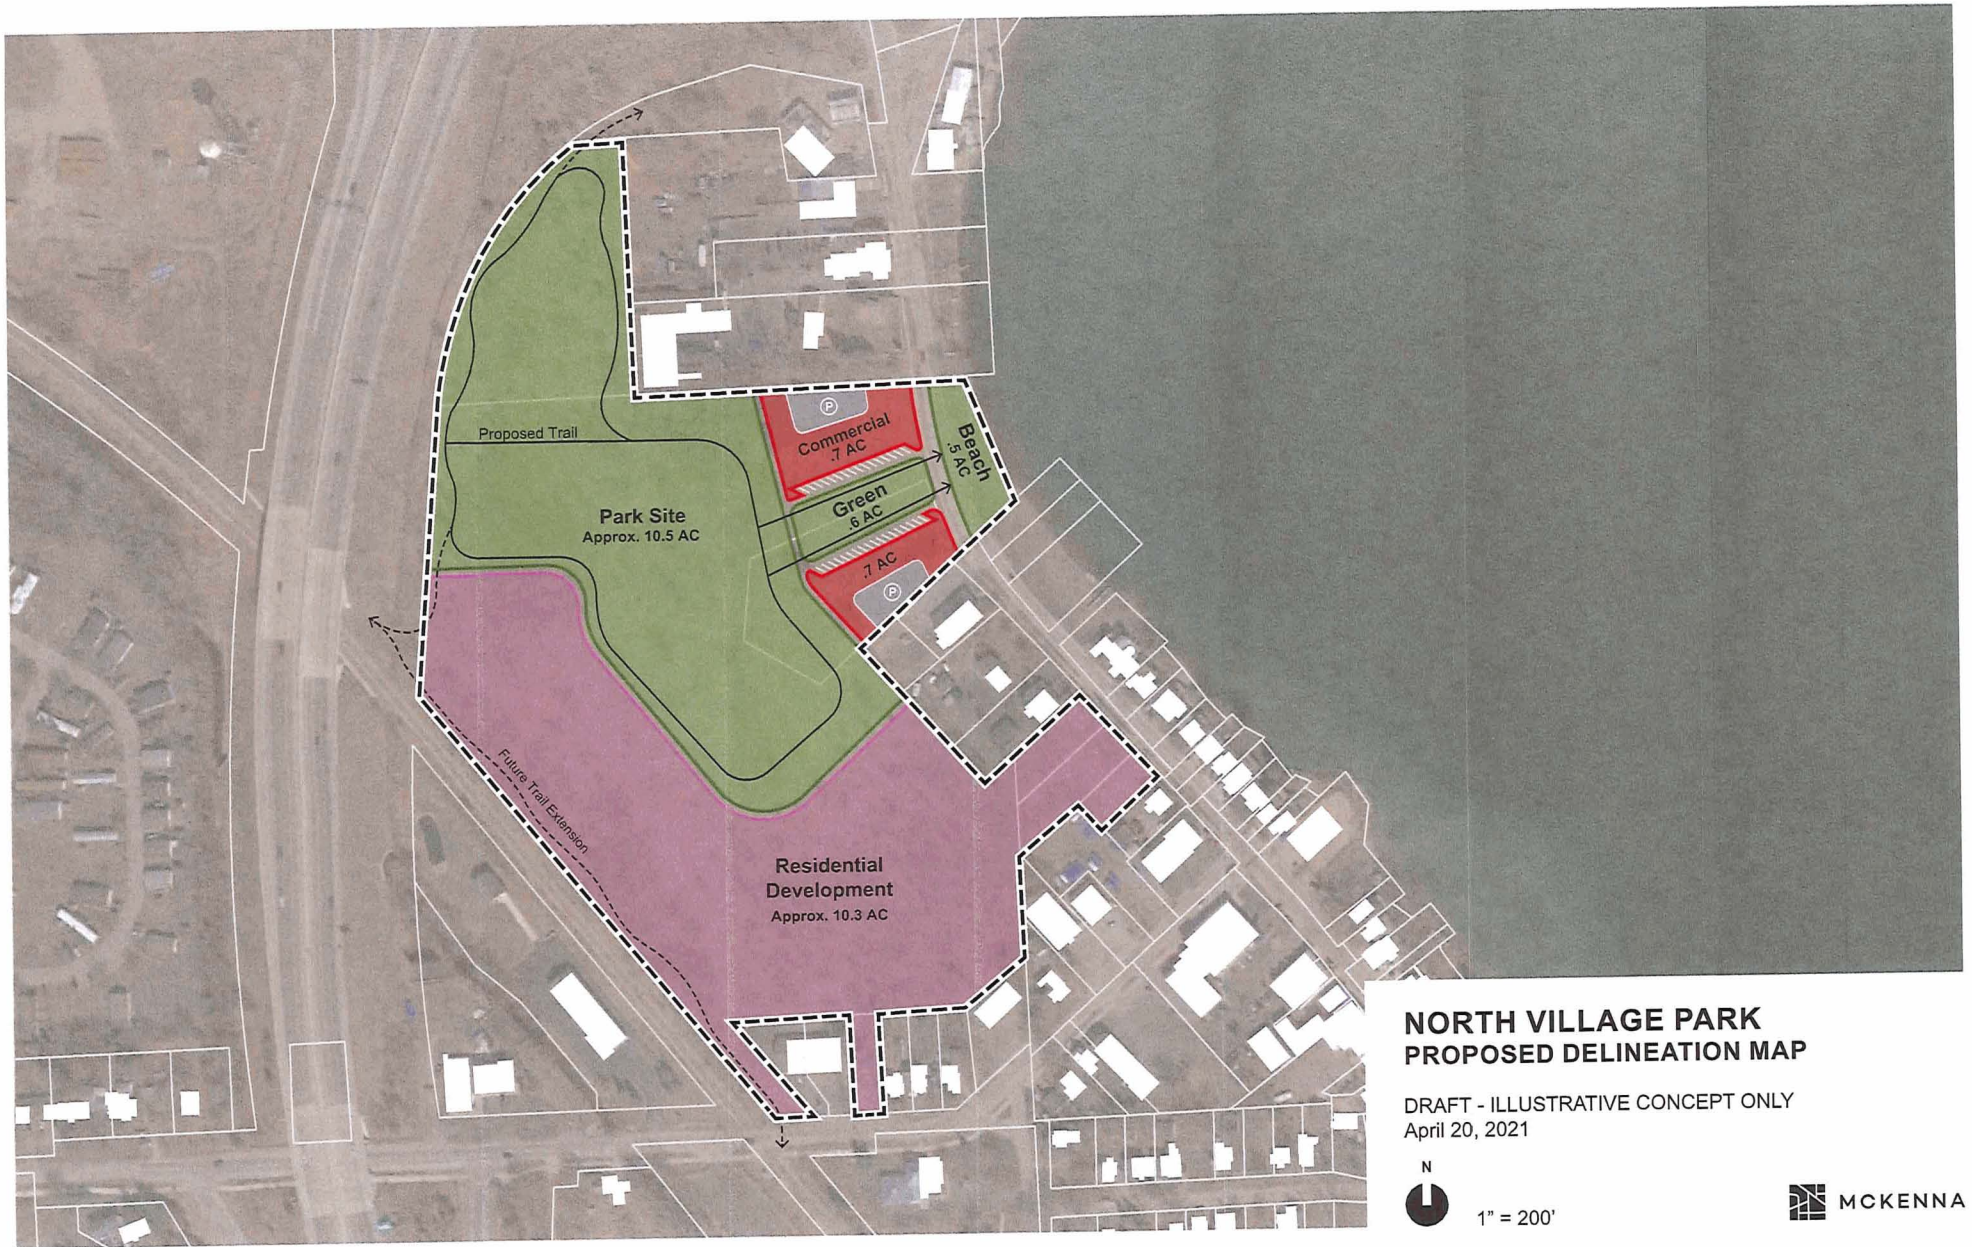 P
Commercial
.7 AC
Beach
.5 AC
Proposed Trail
Green
.6 AC
Park Site
Approx. 10.5 AC
.7 AC
P
Future Trail Extension
Residential
Development
Approx. 10.3 AC
NORTH VILLAGE PARK
PROPOSED DELINEATION MAP
DRAFT - ILLUSTRATIVE CONCEPT ONLY
April 20, 2021
N
1" = 200'
MCKENNA